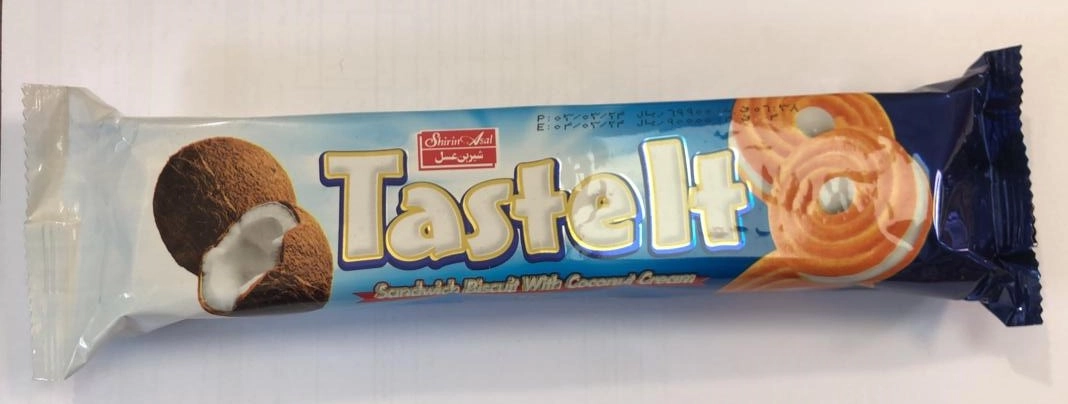 Shirin Asal
شیرین عسل
TasteIt
Sandwich Biscuit With Coconut Cream
P:
E: